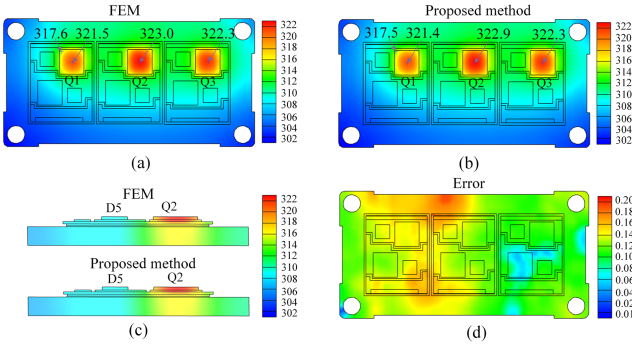 FEM
317.6 321.5 323.0 322.3
Q1 Q2 Q3
322
320
318
316
314
312
310
308
306
304
302
(a)
Proposed method
317.5 321.4 322.9 322.3
Q1 Q2 Q3
322
320
318
316
314
312
310
308
306
304
302
(b)
FEM
D5 Q2
Proposed method
D5 Q2
322
320
318
316
314
312
310
308
306
304
302
(c)
Error
0.20
0.18
0.16
0.14
0.12
0.10
0.08
0.06
0.04
0.02
0.01
(d)